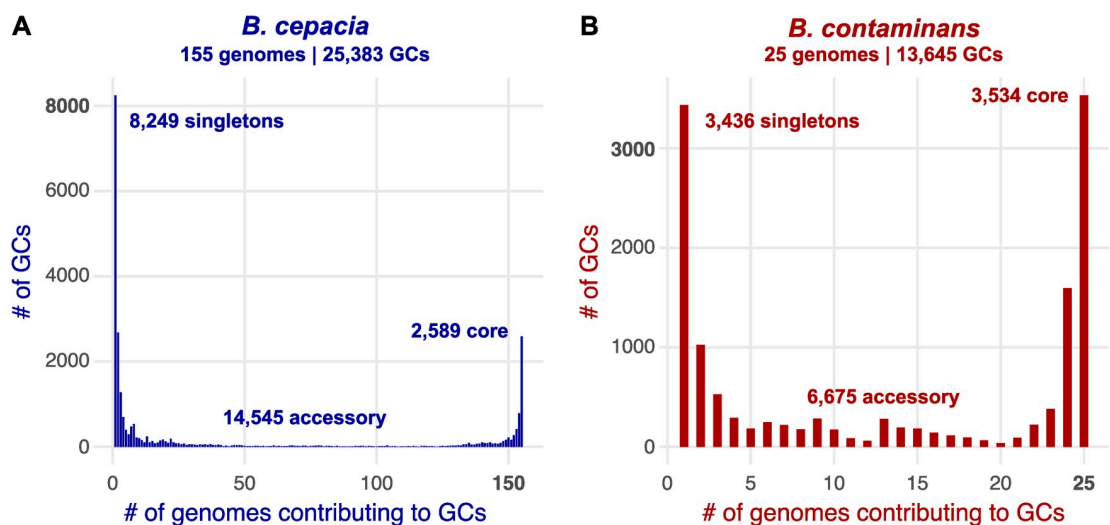 A
B. cepacia
155 genomes | 25,383 GCs
# of GCs
8000
6000
4000
2000
0
8,249 singletons
2,589 core
14,545 accessory
0
50
100
150
# of genomes contributing to GCs
B
B. contaminans
25 genomes | 13,645 GCs
# of GCs
3000
2000
1000
0
3,534 core
3,436 singletons
6,675 accessory
0
5
10
15
20
25
# of genomes contributing to GCs